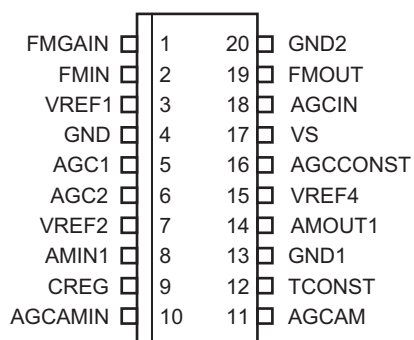 FMGAIN 1 20 GND2
FMIN 2 19 FMOUT
VREF1 3 18 AGCIN
GND 4 17 VS
AGC1 5 16 AGCCONST
AGC2 6 15 VREF4
VREF2 7 14 AMOUT1
AMIN1 8 13 GND1
CREG 9 12 TCONST
AGCAMIN 10 11 AGCAM